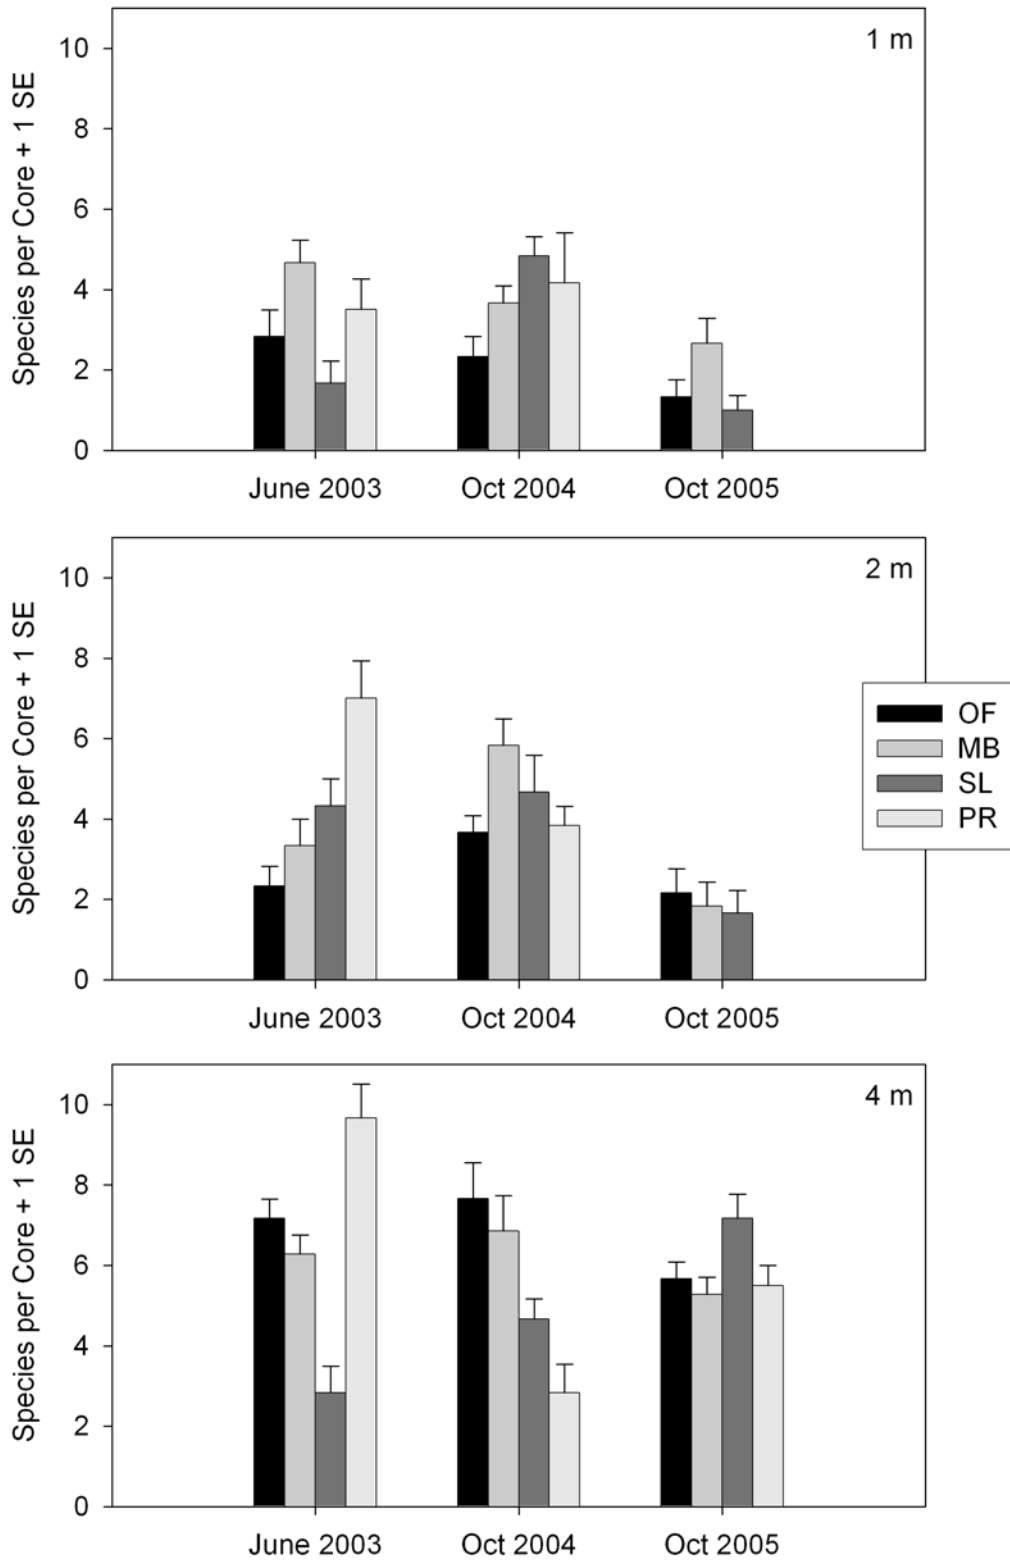 1 m
Species per Core + 1 SE
10
8
6
4
2
0
June 2003 Oct 2004 Oct 2005
2 m
Species per Core + 1 SE
10
8
6
4
2
0
June 2003 Oct 2004 Oct 2005
OF
MB
SL
PR
4 m
Species per Core + 1 SE
10
8
6
4
2
0
June 2003 Oct 2004 Oct 2005